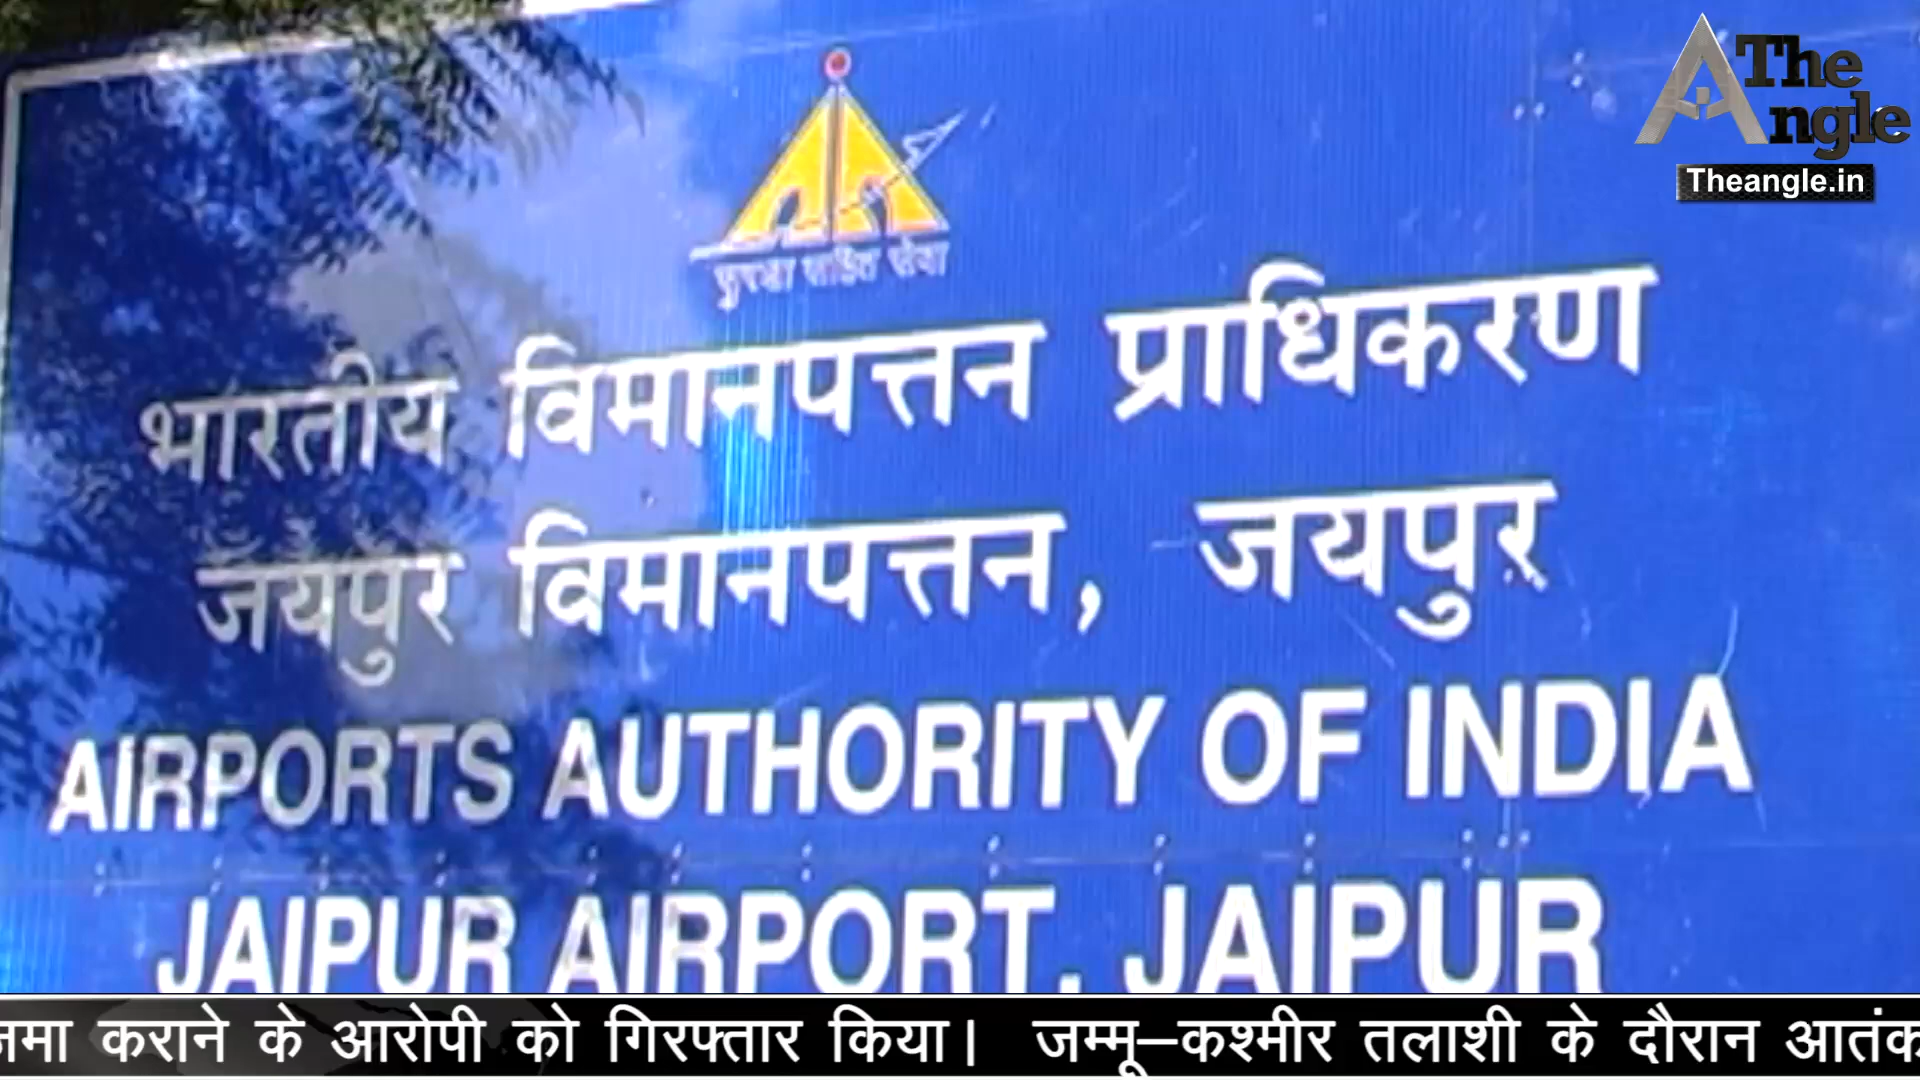 The
Angle
Theangle.in
भारतीय विमानपत्तन प्राधिकरण
जयपुर विमानपत्तन, जयपुर
AIRPORTS AUTHORITY OF INDIA
JAIPUR AIRPORT, JAIPUR
जमा कराने के आरोपी को गिरफ्तार किया। जम्मू–कश्मीर तलाशी के दौरान आतंक